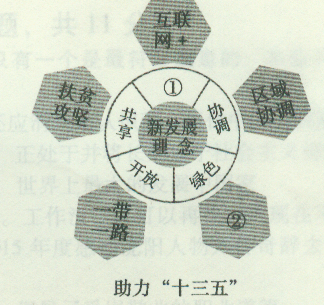 互联
网+
扶贫
攻坚
区域
协调
①
共
享
协
调
新发展
理念
开放
绿色
一带
一路
②
助力“十三五”